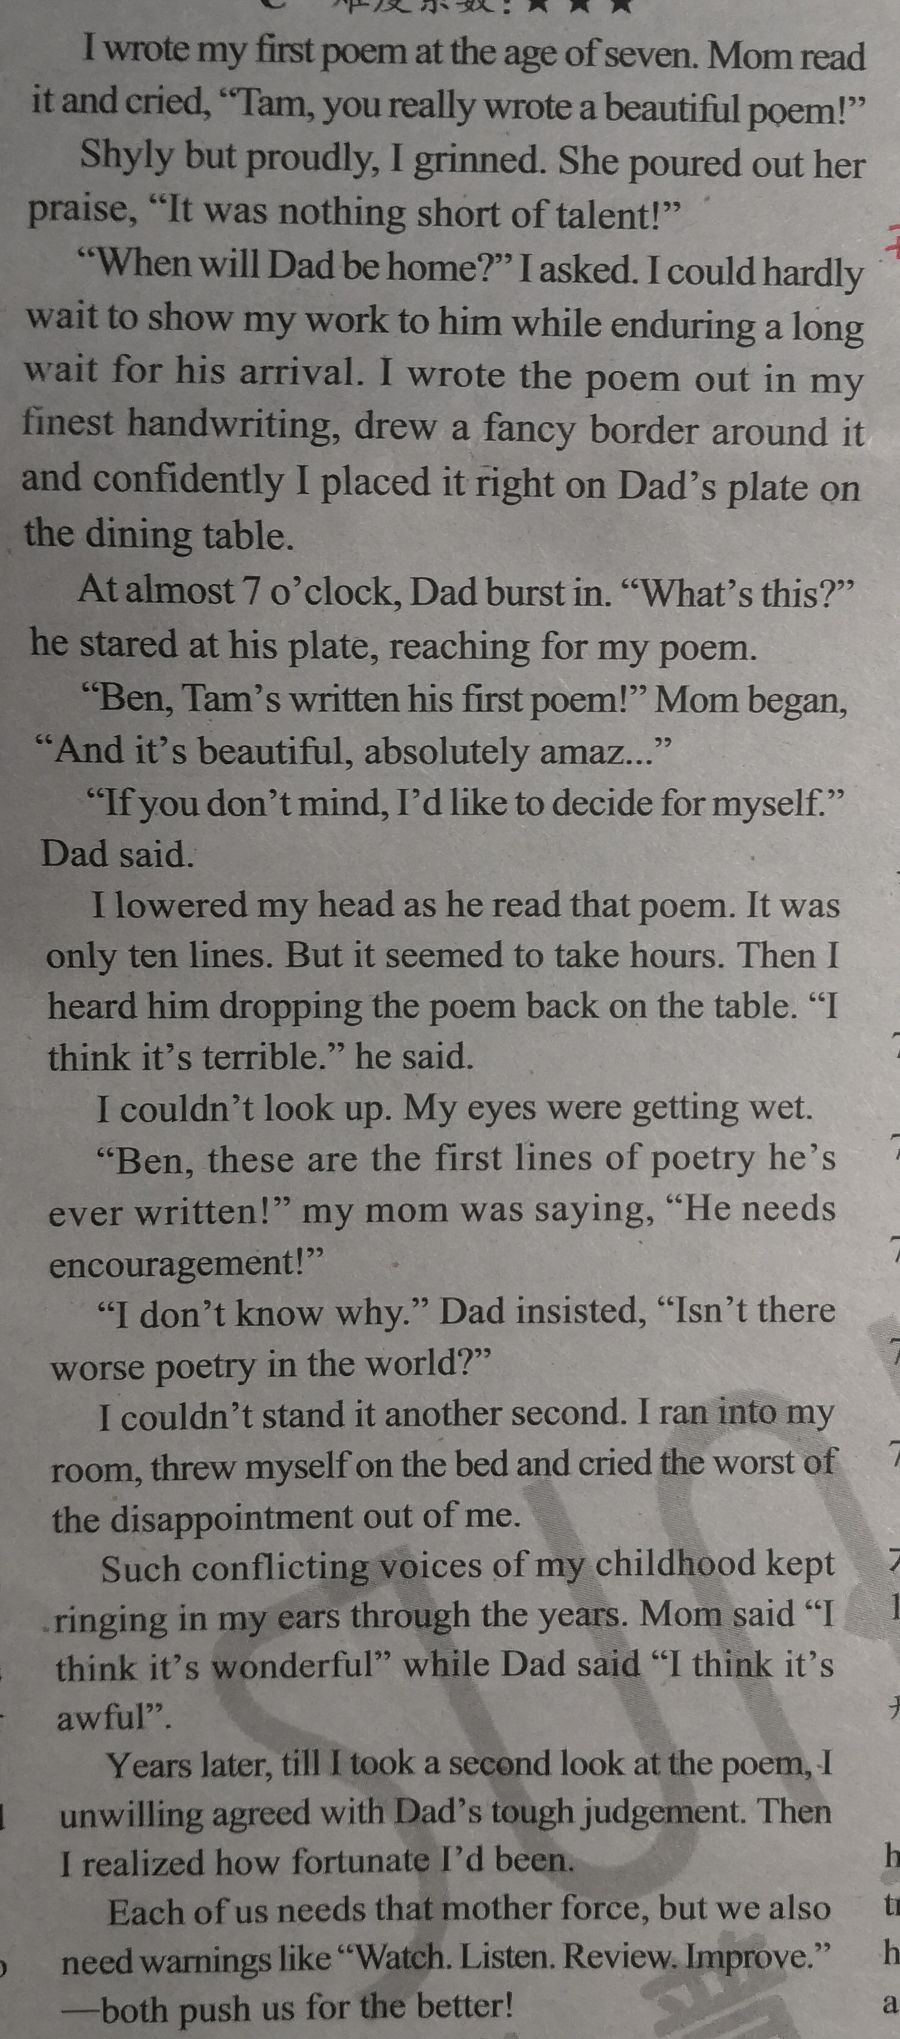 C 难度系数：★★★
I wrote my first poem at the age of seven. Mom read
it and cried, “Tam, you really wrote a beautiful poem!”
Shyly but proudly, I grinned. She poured out her
praise, “It was nothing short of talent!”
“When will Dad be home?” I asked. I could hardly
wait to show my work to him while enduring a long
wait for his arrival. I wrote the poem out in my
finest handwriting, drew a fancy border around it
and confidently I placed it right on Dad’s plate on
the dining table.
At almost 7 o’clock, Dad burst in. “What’s this?”
he stared at his plate, reaching for my poem.
“Ben, Tam’s written his first poem!” Mom began,
“And it’s beautiful, absolutely amaz...”
“If you don’t mind, I’d like to decide for myself.”
Dad said.
I lowered my head as he read that poem. It was
only ten lines. But it seemed to take hours. Then I
heard him dropping the poem back on the table. “I
think it’s terrible.” he said.
I couldn’t look up. My eyes were getting wet.
“Ben, these are the first lines of poetry he’s
ever written!” my mom was saying, “He needs
encouragement!”
“I don’t know why.” Dad insisted, “Isn’t there
worse poetry in the world?”
I couldn’t stand it another second. I ran into my
room, threw myself on the bed and cried the worst of
the disappointment out of me.
Such conflicting voices of my childhood kept
ringing in my ears through the years. Mom said “I
think it’s wonderful” while Dad said “I think it’s
awful”.
Years later, till I took a second look at the poem, I
unwilling agreed with Dad’s tough judgement. Then
I realized how fortunate I’d been.
Each of us needs that mother force, but we also
need warnings like “Watch. Listen. Review. Improve.”
—both push us for the better!